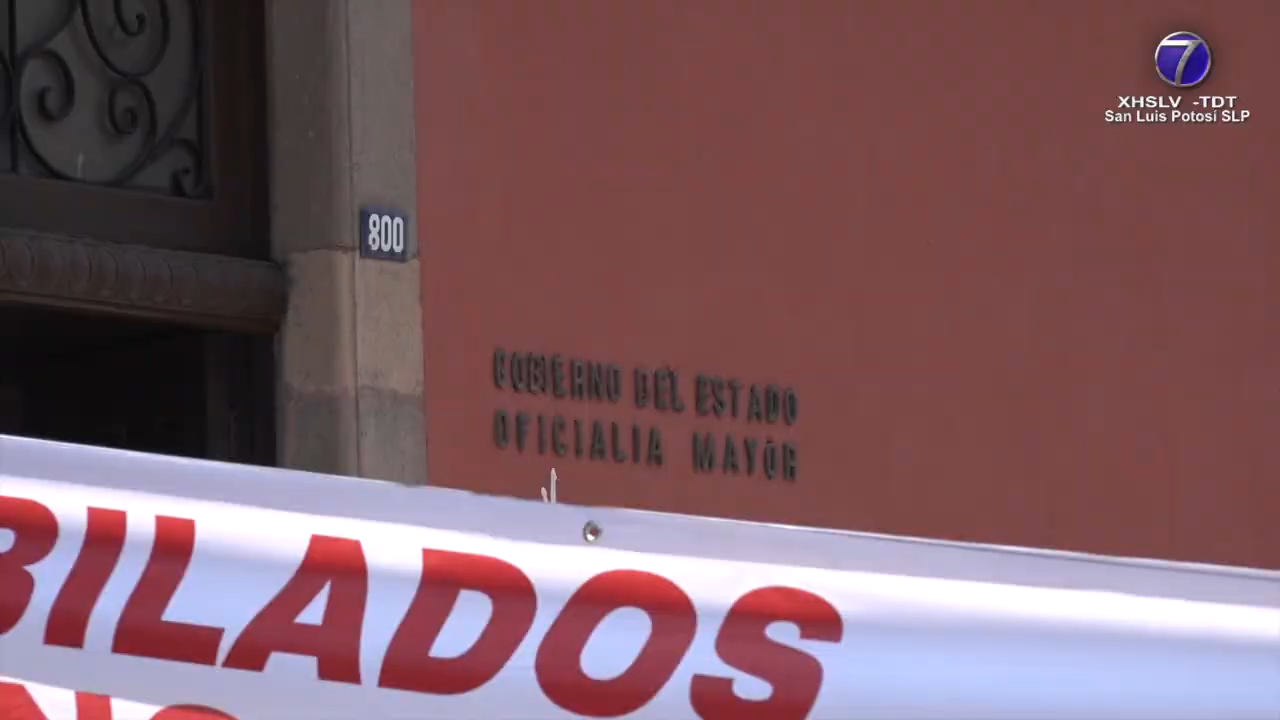 7
XHSLV -TDT
San Luis Potosí SLP
800
GOBIERNO DEL ESTADO
OFICIALIA MAYOR
BILADOS